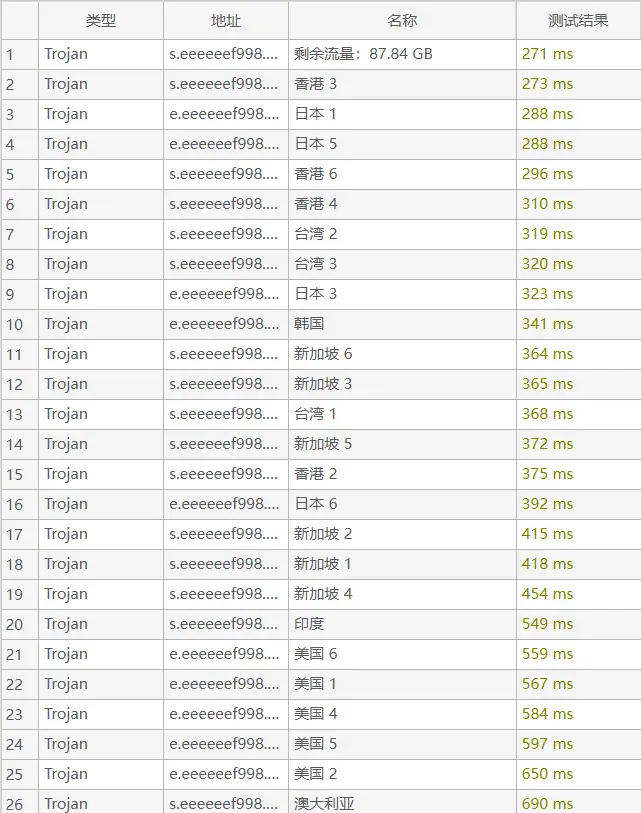 类型 地址 名称 测试结果
1 Trojan s.eeeeeef998.... 剩余流量：87.84 GB 271 ms
2 Trojan s.eeeeeef998.... 香港 3 273 ms
3 Trojan e.eeeeeef998.... 日本 1 288 ms
4 Trojan e.eeeeeef998.... 日本 5 288 ms
5 Trojan s.eeeeeef998.... 香港 6 296 ms
6 Trojan s.eeeeeef998.... 香港 4 310 ms
7 Trojan s.eeeeeef998.... 台湾 2 319 ms
8 Trojan s.eeeeeef998.... 台湾 3 320 ms
9 Trojan e.eeeeeef998.... 日本 3 323 ms
10 Trojan e.eeeeeef998.... 韩国 341 ms
11 Trojan s.eeeeeef998.... 新加坡 6 364 ms
12 Trojan s.eeeeeef998.... 新加坡 3 365 ms
13 Trojan s.eeeeeef998.... 台湾 1 368 ms
14 Trojan s.eeeeeef998.... 新加坡 5 372 ms
15 Trojan s.eeeeeef998.... 香港 2 375 ms
16 Trojan e.eeeeeef998.... 日本 6 392 ms
17 Trojan s.eeeeeef998.... 新加坡 2 415 ms
18 Trojan s.eeeeeef998.... 新加坡 1 418 ms
19 Trojan s.eeeeeef998.... 新加坡 4 454 ms
20 Trojan s.eeeeeef998.... 印度 549 ms
21 Trojan e.eeeeeef998.... 美国 6 559 ms
22 Trojan e.eeeeeef998.... 美国 1 567 ms
23 Trojan e.eeeeeef998.... 美国 4 584 ms
24 Trojan e.eeeeeef998.... 美国 5 597 ms
25 Trojan e.eeeeeef998.... 美国 2 650 ms
26 Trojan s.eeeeeef998.... 澳大利亚 690 ms